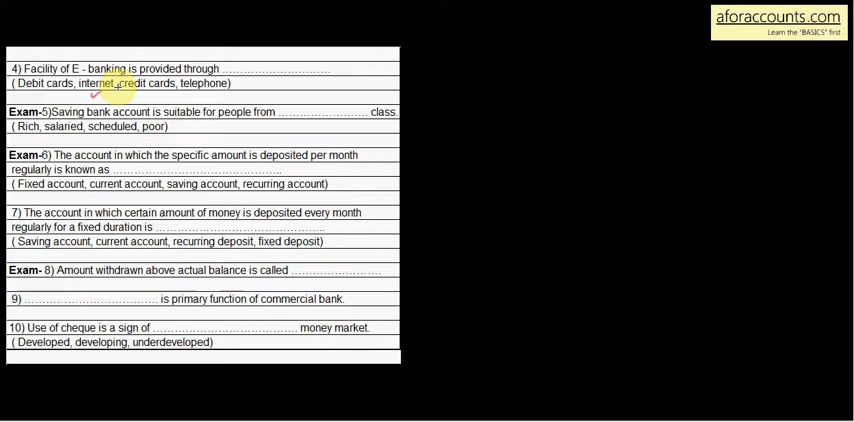 aforaccounts.com
Learn the "BASICS" first
4) Facility of E - banking is provided through ……………………………
( Debit cards, internet, credit cards, telephone)
Exam-5)Saving bank account is suitable for people from ……………………. class.
( Rich, salaried, scheduled, poor)
Exam-6) The account in which the specific amount is deposited per month
regularly is known as …………………………………………..
( Fixed account, current account, saving account, recurring account)
7) The account in which certain amount of money is deposited every month
regularly for a fixed duration is …………………………………………..
( Saving account, current account, recurring deposit, fixed deposit)
Exam- 8) Amount withdrawn above actual balance is called …………………….
9) …………………………………. is primary function of commercial bank.
10) Use of cheque is a sign of ……………………………………. money market.
( Developed, developing, underdeveloped)